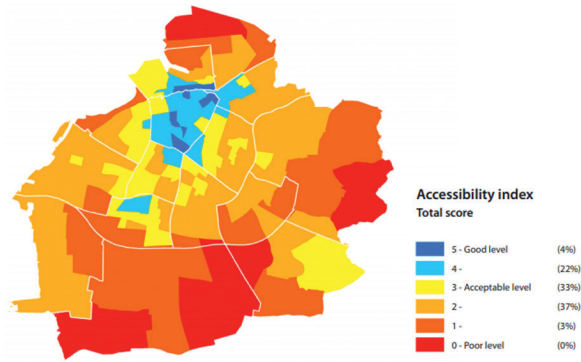 Accessibility index
Total score
5 - Good level (4%)
4 - (22%)
3 - Acceptable level (33%)
2 - (37%)
1 - (3%)
0 - Poor level (0%)